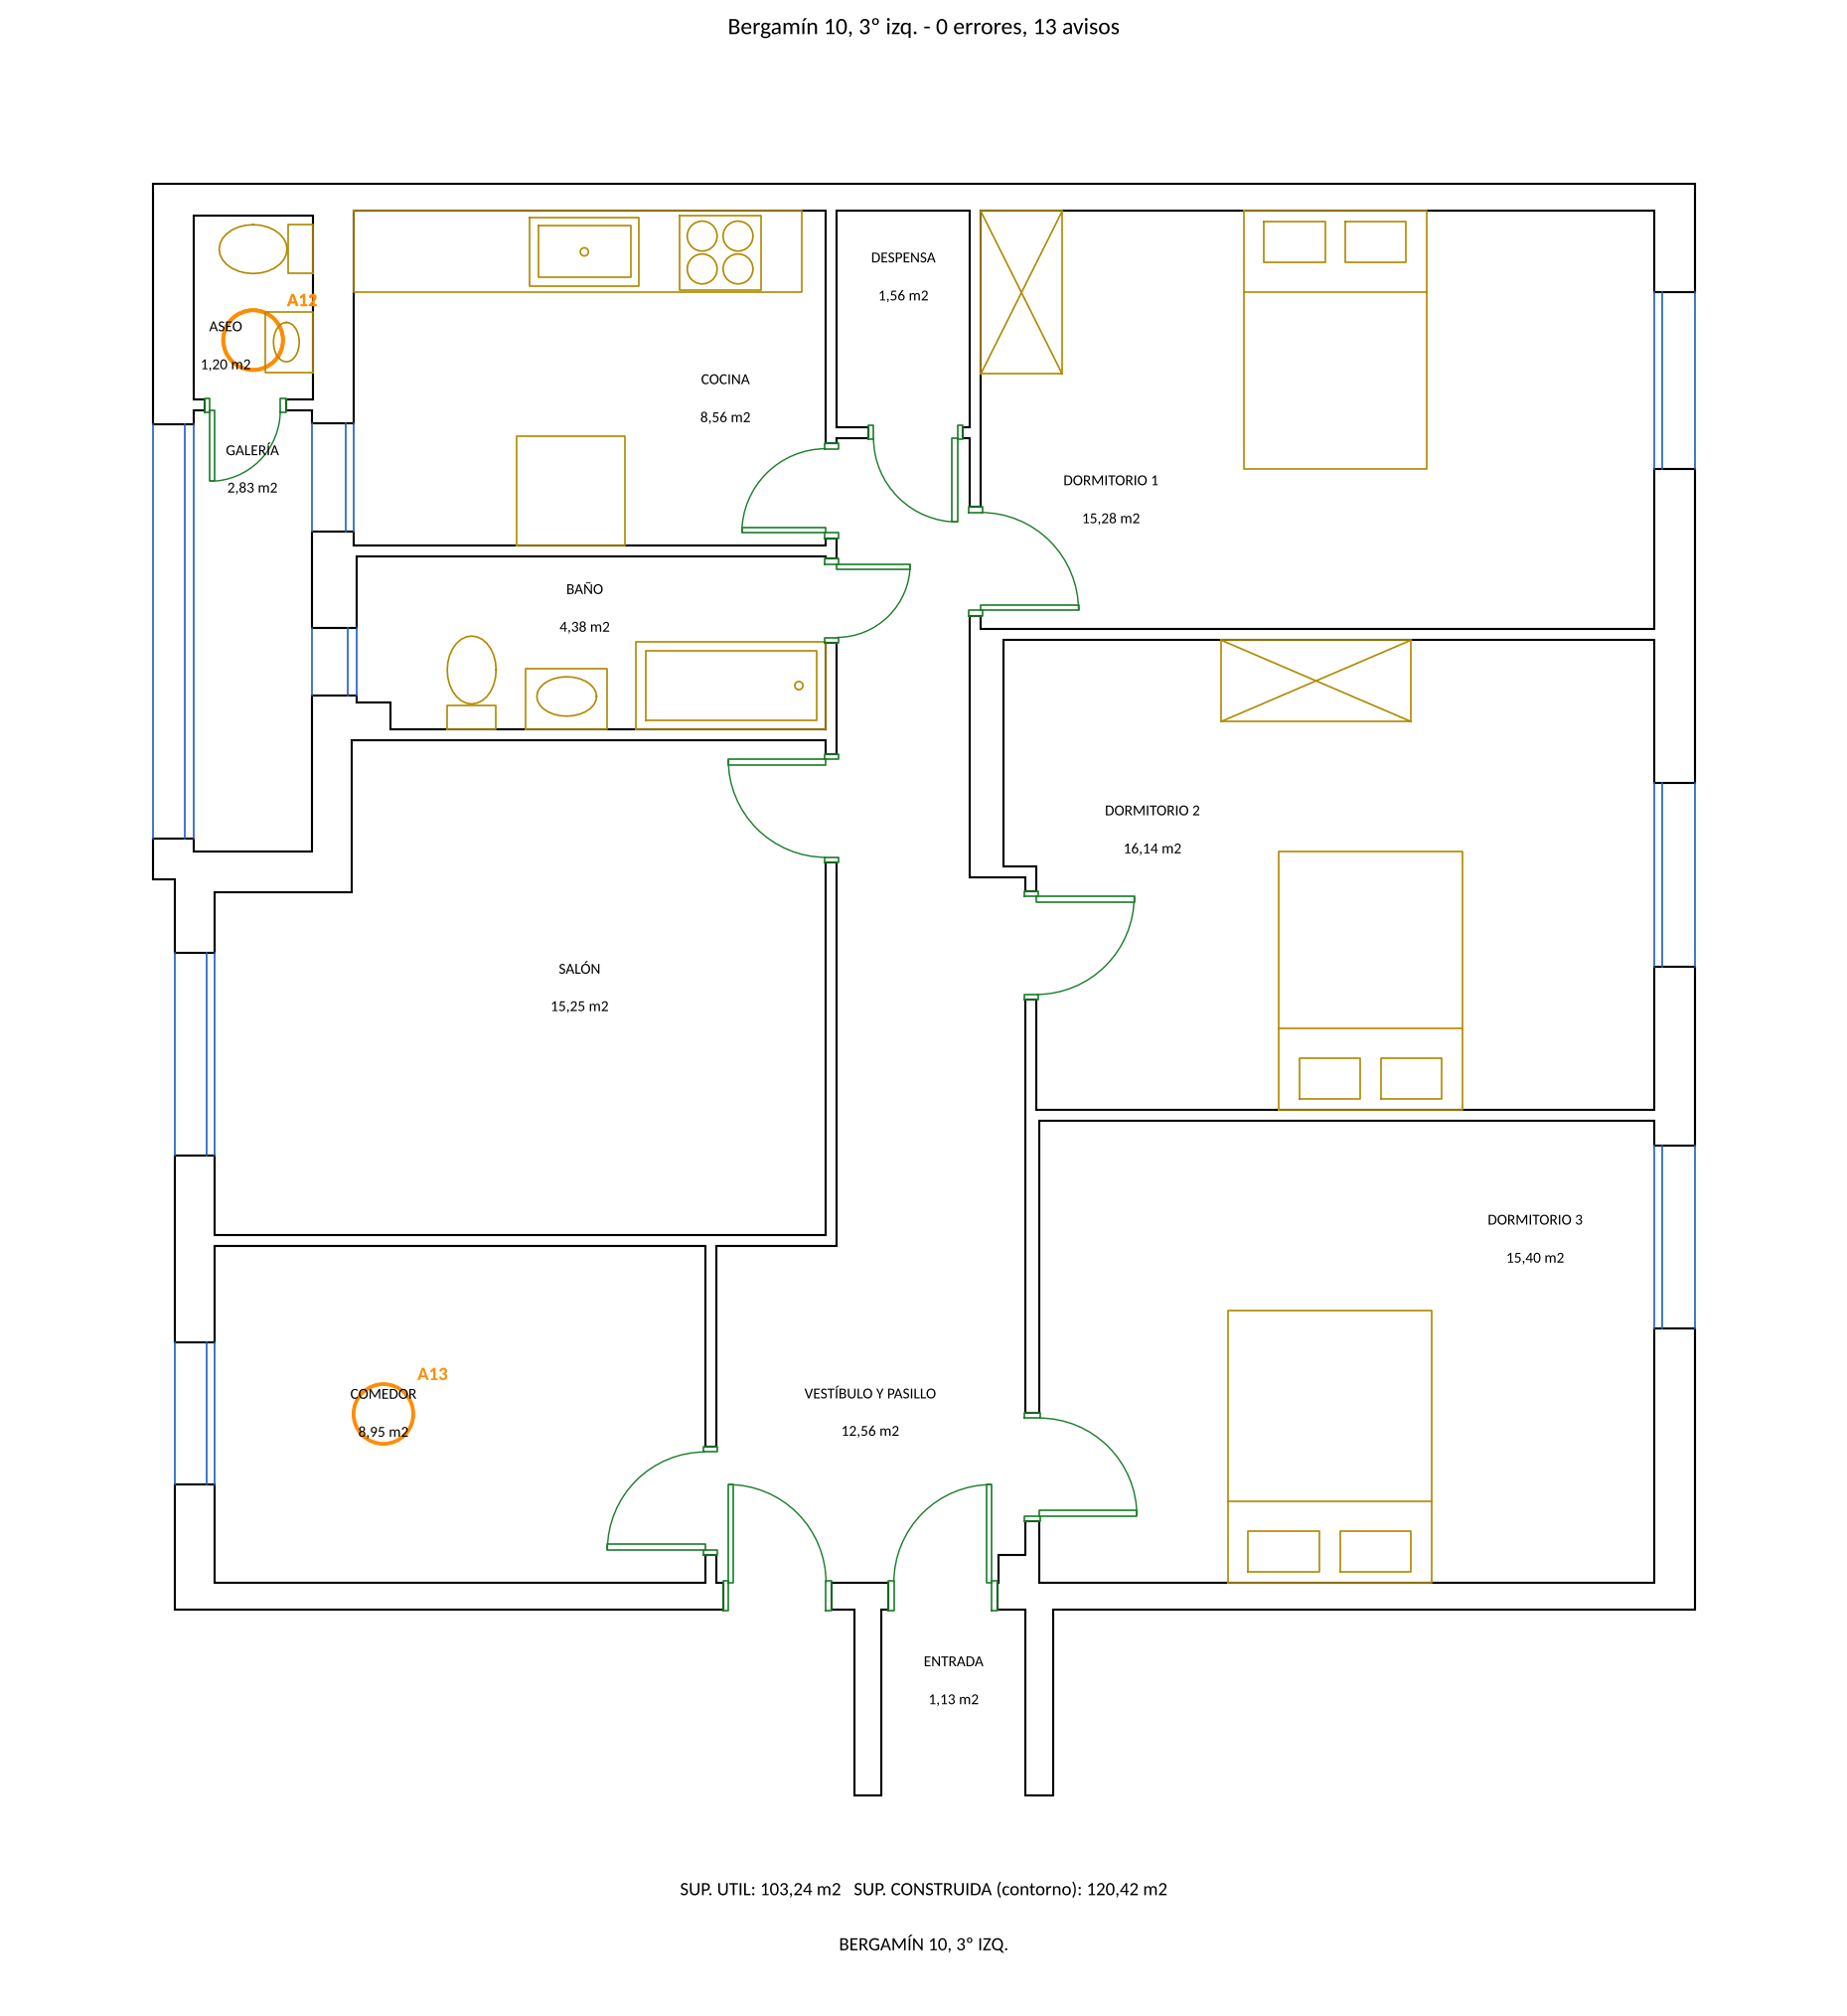 Bergamín 10, 3º izq. - 0 errores, 13 avisos
DESPENSA
1,56 m2
A12
ASEO
1,20 m2
COCINA
8,56 m2
GALERÍA
2,83 m2
DORMITORIO 1
15,28 m2
BAÑO
4,38 m2
DORMITORIO 2
16,14 m2
SALÓN
15,25 m2
DORMITORIO 3
15,40 m2
A13
COMEDOR
8,95 m2
VESTÍBULO Y PASILLO
12,56 m2
ENTRADA
1,13 m2
SUP. UTIL: 103,24 m2 SUP. CONSTRUIDA (contorno): 120,42 m2
BERGAMÍN 10, 3º IZQ.